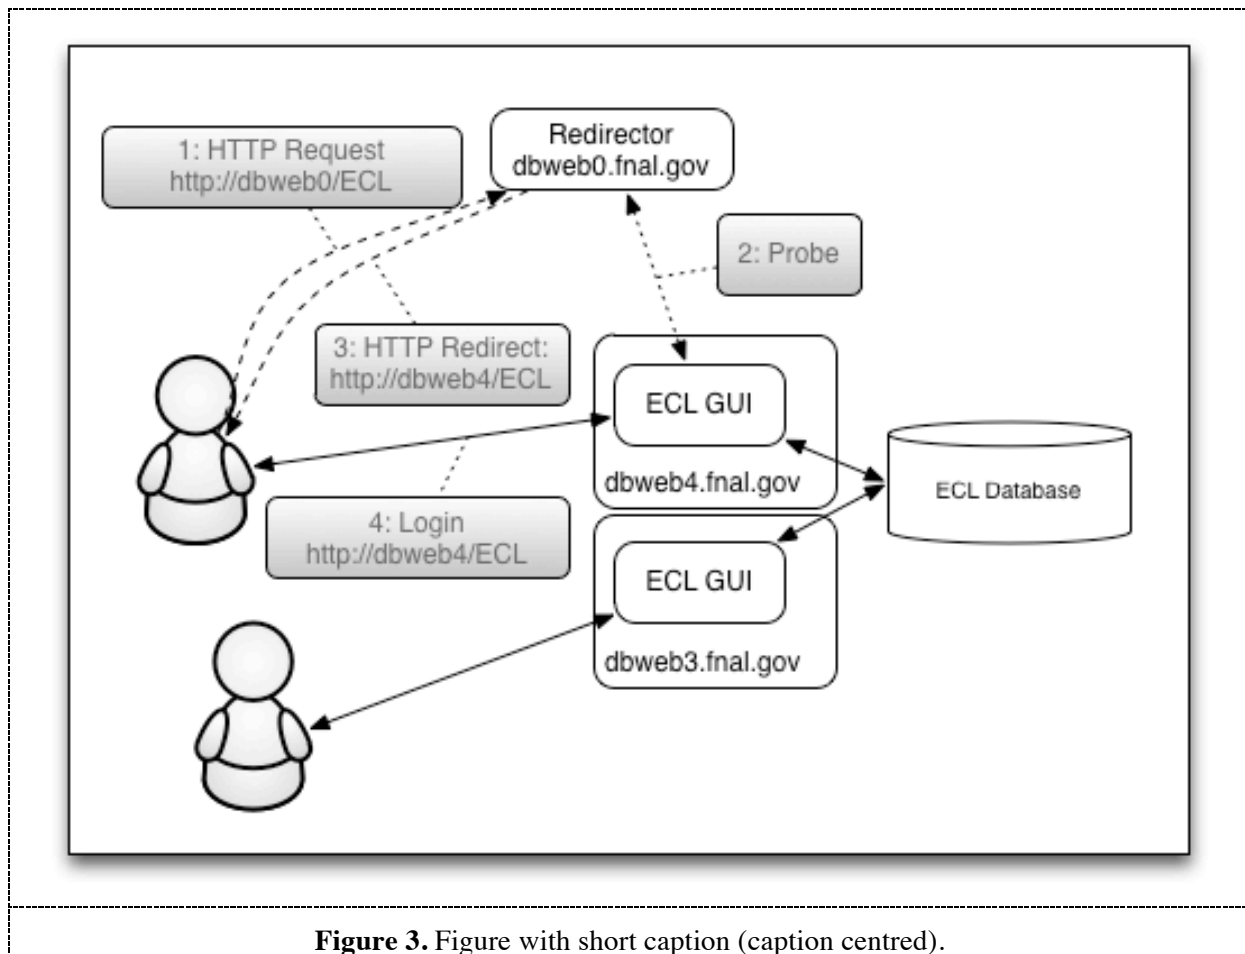 Redirector
dbweb0.fnal.gov
1: HTTP Request
http://dbweb0/ECL
2: Probe
3: HTTP Redirect:
http://dbweb4/ECL
ECL GUI
dbweb4.fnal.gov
ECL Database
4: Login
http://dbweb4/ECL
ECL GUI
dbweb3.fnal.gov
Figure 3. Figure with short caption (caption centred).